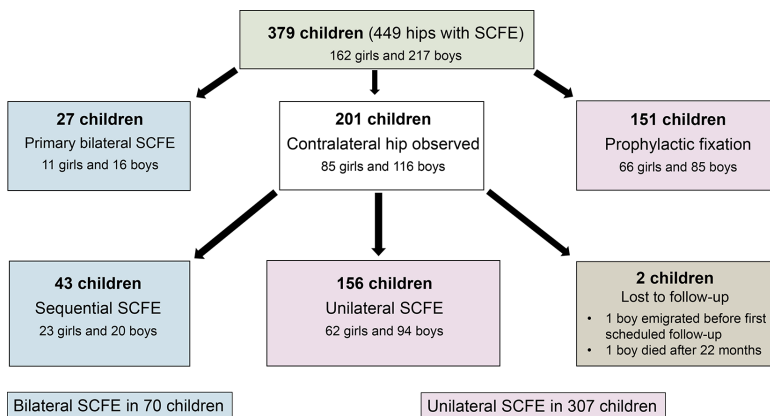 379 children (449 hips with SCFE)
162 girls and 217 boys
27 children
Primary bilateral SCFE
11 girls and 16 boys
201 children
Contralateral hip observed
85 girls and 116 boys
151 children
Prophylactic fixation
66 girls and 85 boys
43 children
Sequential SCFE
23 girls and 20 boys
156 children
Unilateral SCFE
62 girls and 94 boys
2 children
Lost to follow-up
• 1 boy emigrated before first
scheduled follow-up
• 1 boy died after 22 months
Bilateral SCFE in 70 children
Unilateral SCFE in 307 children